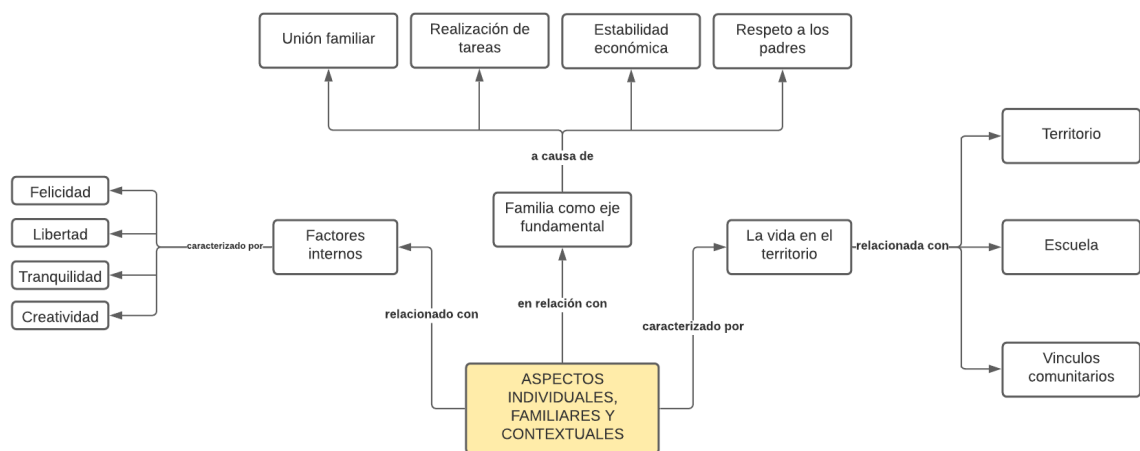 Unión familiar
Realización de
tareas
Estabilidad
económica
Respeto a los
padres
a causa de
Familia como eje
fundamental
Felicidad
Libertad
Tranquilidad
Creatividad
caracterizado por
Factores
internos
La vida en el
territorio
relacionada con
Territorio
Escuela
Vinculos
comunitarios
relacionado con
en relación con
caracterizado por
ASPECTOS
INDIVIDUALES,
FAMILIARES Y
CONTEXTUALES